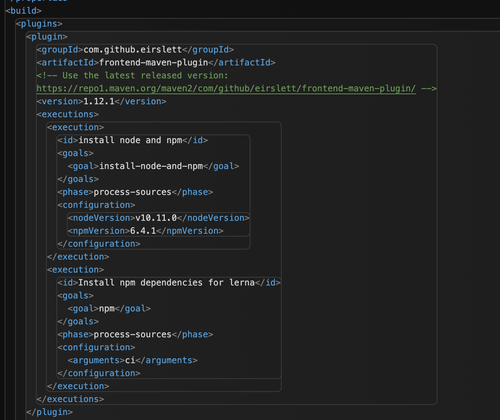 <build>
<plugins>
<plugin>
<groupId>com.github.eirslett</groupId>
<artifactId>frontend-maven-plugin</artifactId>
<!-- Use the latest released version:
https://repo1.maven.org/maven2/com/github/eirslett/frontend-maven-plugin/ -->
<version>1.12.1</version>
<executions>
<execution>
<id>install node and npm</id>
<goals>
<goal>install-node-and-npm</goal>
</goals>
<phase>process-sources</phase>
<configuration>
<nodeVersion>v10.11.0</nodeVersion>
<npmVersion>6.4.1</npmVersion>
</configuration>
</execution>
<execution>
<id>Install npm dependencies for lerna</id>
<goals>
<goal>npm</goal>
</goals>
<phase>process-sources</phase>
<configuration>
<arguments>ci</arguments>
</configuration>
</execution>
</executions>
</plugin>